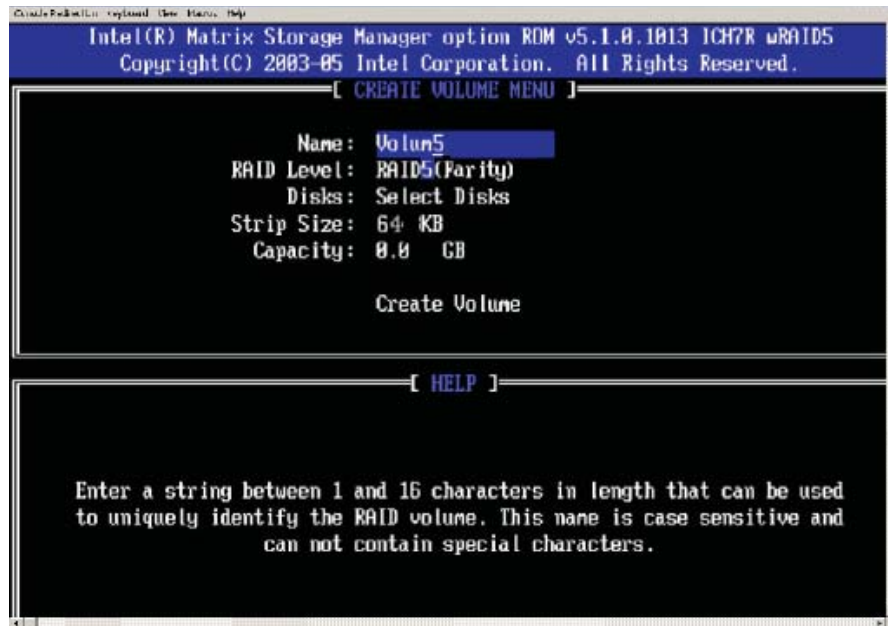 Intel(R) Matrix Storage Manager option ROM v5.1.0.1013 ICH7R wRAID5
Copyright(C) 2003-05 Intel Corporation. All Rights Reserved.
[ CREATE VOLUME MENU ]
Name: Volum5
RAID Level: RAID5(Parity)
Disks: Select Disks
Strip Size: 64 KB
Capacity: 0.0 GB
Create Volume
[ HELP ]
Enter a string between 1 and 16 characters in length that can be used
to uniquely identify the RAID volume. This name is case sensitive and
can not contain special characters.